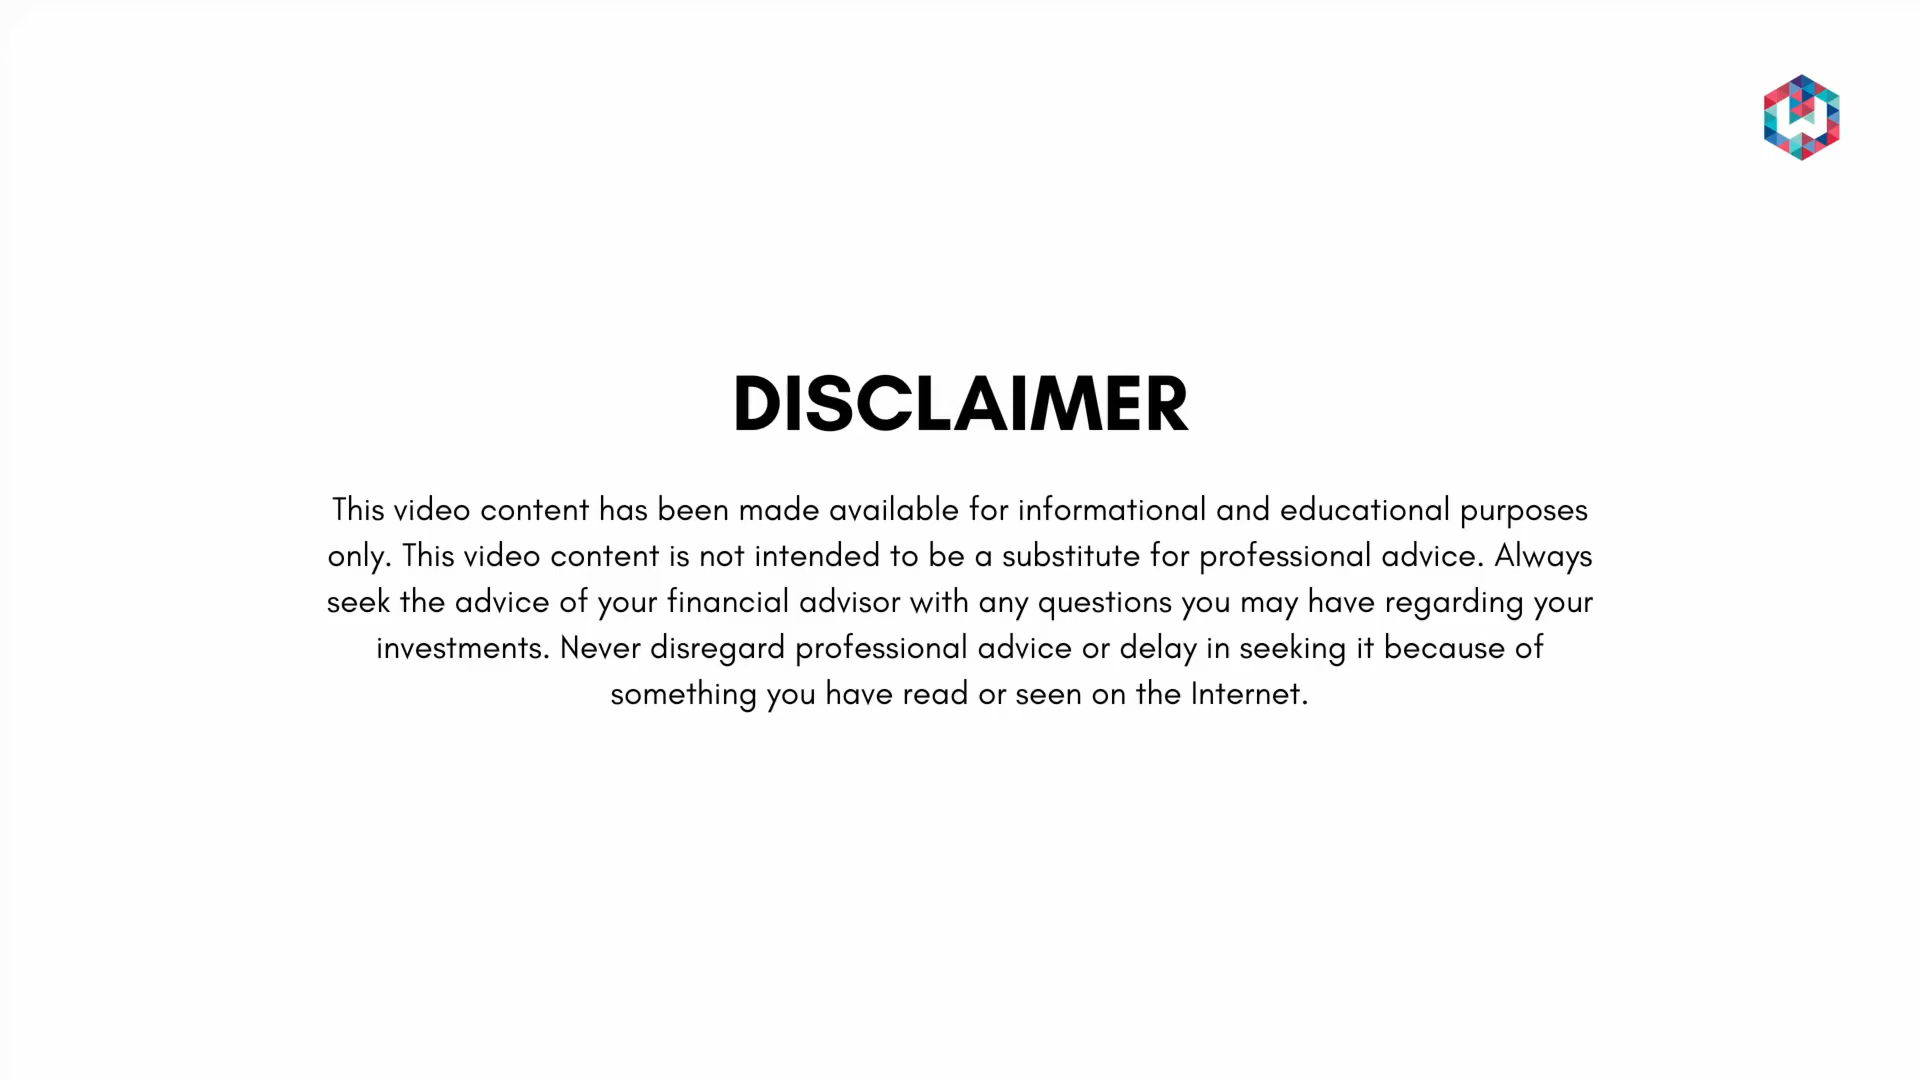 DISCLAIMER
This video content has been made available for informational and educational purposes
only. This video content is not intended to be a substitute for professional advice. Always
seek the advice of your financial advisor with any questions you may have regarding your
investments. Never disregard professional advice or delay in seeking it because of
something you have read or seen on the Internet.